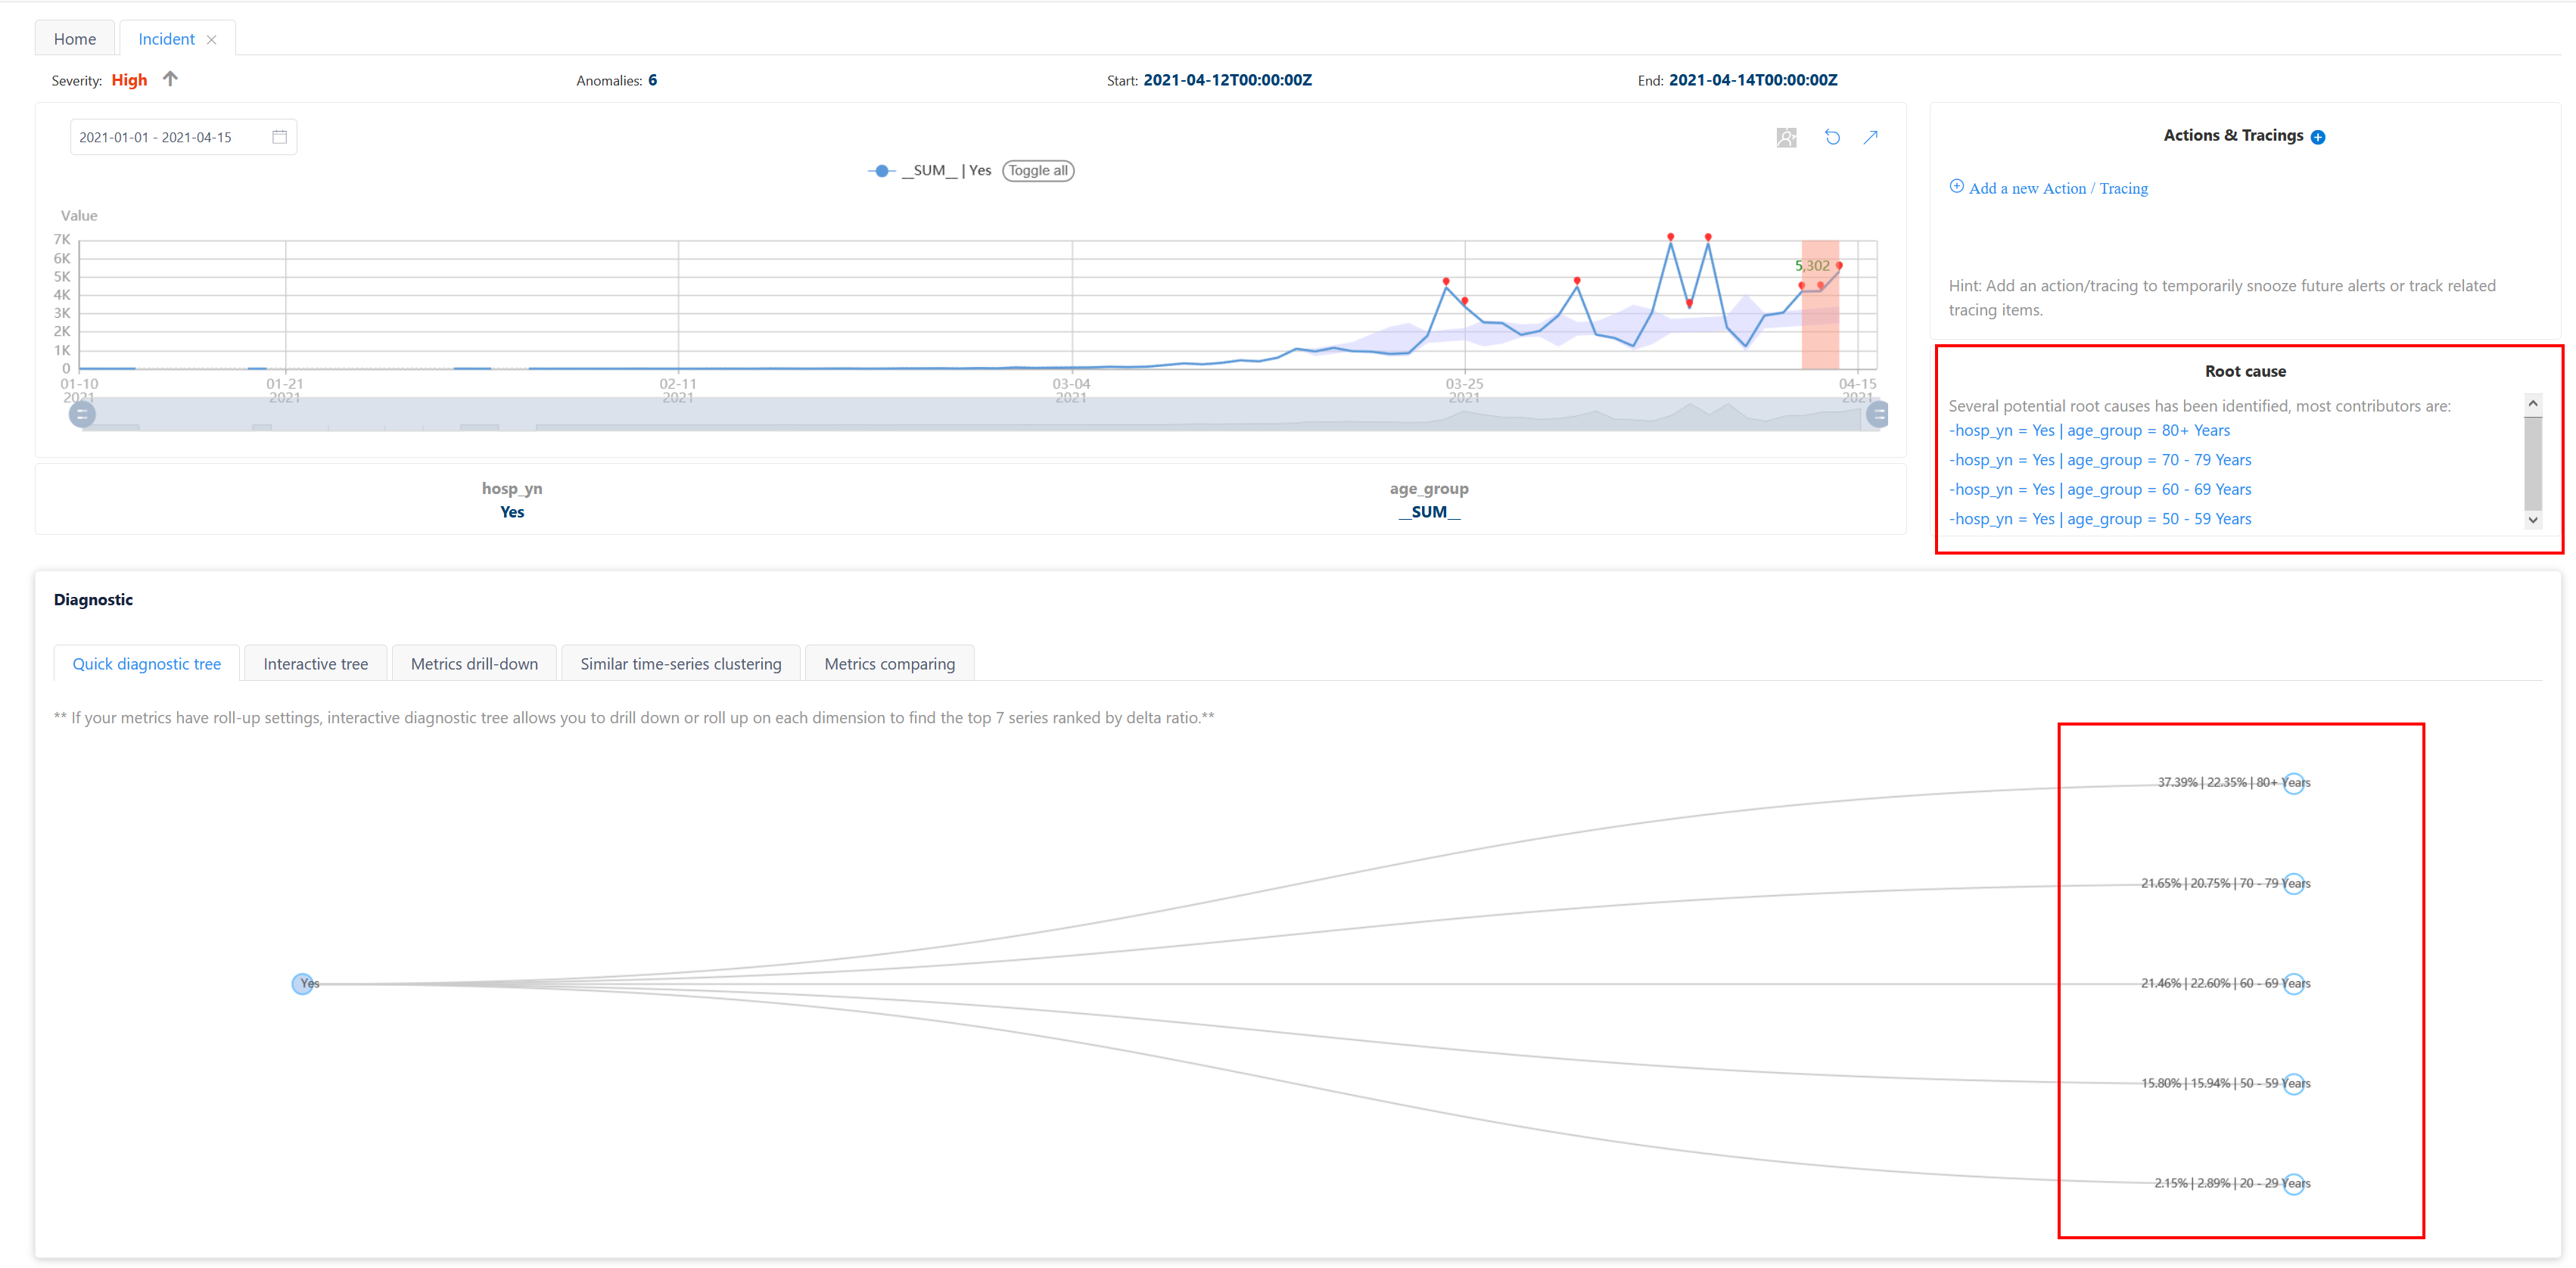 Home
Incident
Severity: High
Anomalies: 6
Start: 2021-04-12T00:00:00Z
End: 2021-04-14T00:00:00Z
2021-01-01 - 2021-04-15
__SUM__ | Yes
Toggle all
Value
7K
6K
5K
4K
3K
2K
1K
0
5,302
01-10
2021
01-21
2021
02-11
2021
03-04
2021
03-25
2021
04-15
2021
hosp_yn
Yes
age_group
__SUM__
Actions & Tracings
Add a new Action / Tracing
Hint: Add an action/tracing to temporarily snooze future alerts or track related
tracing items.
Root cause
Several potential root causes has been identified, most contributors are:
-hosp_yn = Yes | age_group = 80+ Years
-hosp_yn = Yes | age_group = 70 - 79 Years
-hosp_yn = Yes | age_group = 60 - 69 Years
-hosp_yn = Yes | age_group = 50 - 59 Years
Diagnostic
Quick diagnostic tree
Interactive tree
Metrics drill-down
Similar time-series clustering
Metrics comparing
** If your metrics have roll-up settings, interactive diagnostic tree allows you to drill down or roll up on each dimension to find the top 7 series ranked by delta ratio.**
Yes
37.39% | 22.35% | 80+ Years
21.65% | 20.75% | 70 - 79 Years
21.46% | 22.60% | 60 - 69 Years
15.80% | 15.94% | 50 - 59 Years
2.15% | 2.89% | 20 - 29 Years